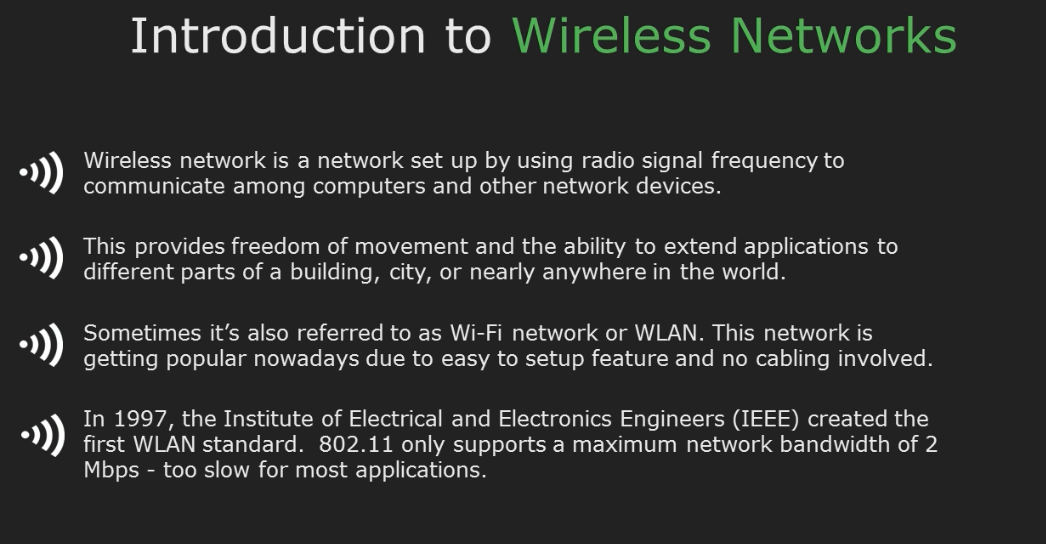 Introduction to Wireless Networks
Wireless network is a network set up by using radio signal frequency to
communicate among computers and other network devices.
This provides freedom of movement and the ability to extend applications to
different parts of a building, city, or nearly anywhere in the world.
Sometimes it’s also referred to as Wi-Fi network or WLAN. This network is
getting popular nowadays due to easy to setup feature and no cabling involved.
In 1997, the Institute of Electrical and Electronics Engineers (IEEE) created the
first WLAN standard.  802.11 only supports a maximum network bandwidth of 2
Mbps - too slow for most applications.